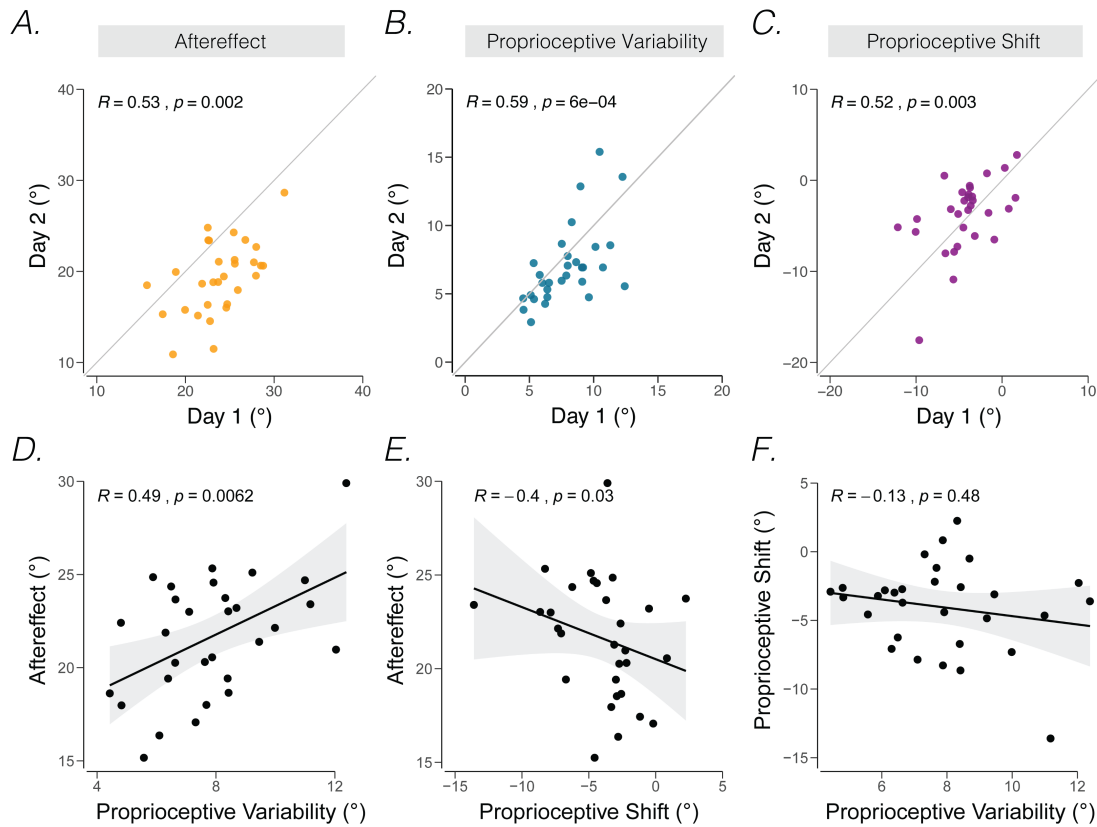 A.
Aftereffect
R = 0.53 , p = 0.002
40
30
20
10
Day 2 (°)
10
20
30
40
Day 1 (°)
B.
Proprioceptive Variability
R = 0.59 , p = 6e−04
20
15
10
5
0
Day 2 (°)
0
5
10
15
20
Day 1 (°)
C.
Proprioceptive Shift
R = 0.52 , p = 0.003
10
0
−10
−20
Day 2 (°)
−20
−10
0
10
Day 1 (°)
D.
R = 0.49 , p = 0.0062
30
25
20
15
Aftereffect (°)
4
8
12
Proprioceptive Variability (°)
E.
R = −0.4 , p = 0.03
30
25
20
15
Aftereffect (°)
−15
−10
−5
0
5
Proprioceptive Shift (°)
F.
R = −0.13 , p = 0.48
5
0
−5
−10
−15
Proprioceptive Shift (°)
6
8
10
12
Proprioceptive Variability (°)